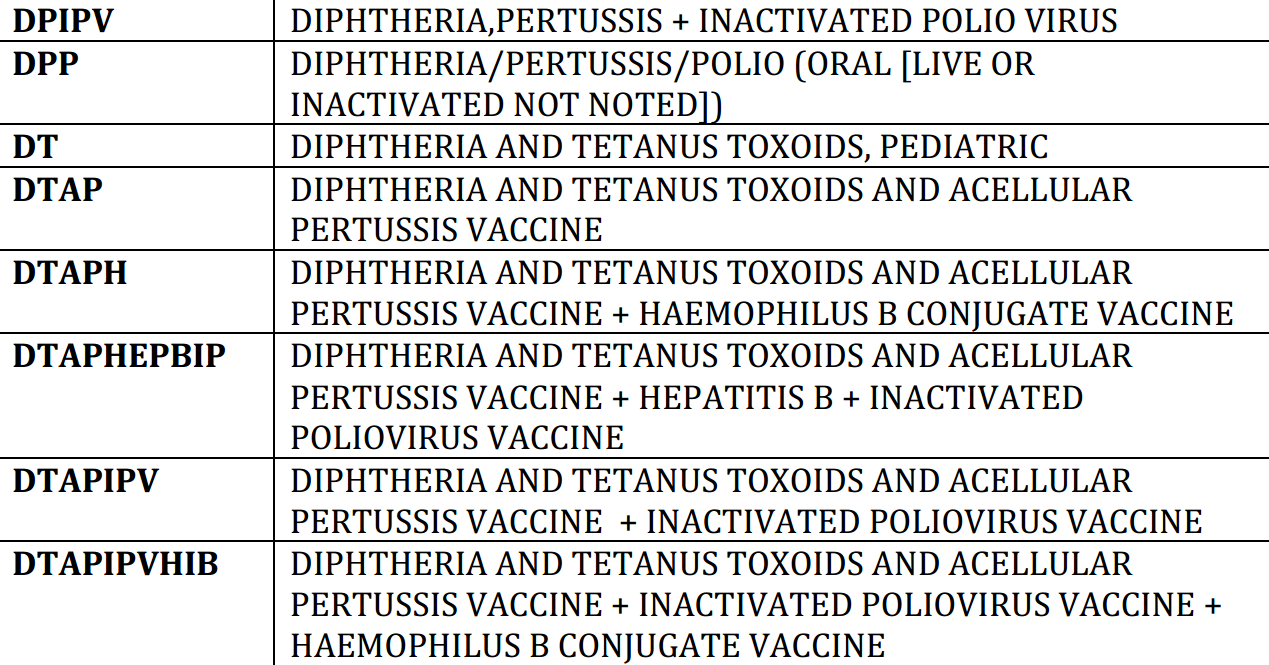 DPIPV DIPHTHERIA,PERTUSSIS + INACTIVATED POLIO VIRUS
DPP DIPHTHERIA/PERTUSSIS/POLIO (ORAL [LIVE OR
INACTIVATED NOT NOTED])
DT DIPHTHERIA AND TETANUS TOXOIDS, PEDIATRIC
DTAP DIPHTHERIA AND TETANUS TOXOIDS AND ACELLULAR
PERTUSSIS VACCINE
DTAPH DIPHTHERIA AND TETANUS TOXOIDS AND ACELLULAR
PERTUSSIS VACCINE + HAEMOPHILUS B CONJUGATE VACCINE
DTAPHEPBIP DIPHTHERIA AND TETANUS TOXOIDS AND ACELLULAR
PERTUSSIS VACCINE + HEPATITIS B + INACTIVATED
POLIOVIRUS VACCINE
DTAPIPV DIPHTHERIA AND TETANUS TOXOIDS AND ACELLULAR
PERTUSSIS VACCINE  + INACTIVATED POLIOVIRUS VACCINE
DTAPIPVHIB DIPHTHERIA AND TETANUS TOXOIDS AND ACELLULAR
PERTUSSIS VACCINE + INACTIVATED POLIOVIRUS VACCINE +
HAEMOPHILUS B CONJUGATE VACCINE